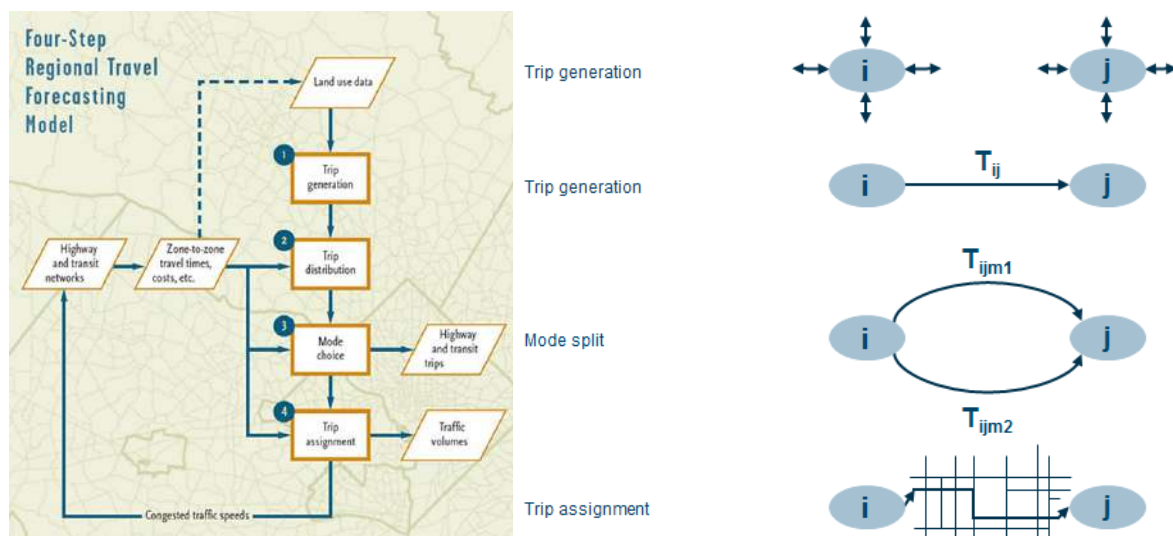 Four-Step
Regional Travel
Forecasting
Model
Land use data
1
Trip
generation
2
Trip
distribution
Highway
and transit
networks
Zone-to-zone
travel times,
costs, etc.
3
Mode
choice
Highway
and transit
trips
4
Trip
assignment
Traffic
volumes
Congested traffic speeds
Trip generation
i
j
Trip generation
i
Tij
j
Mode split
Tijm1
i
j
Tijm2
Trip assignment
i
j